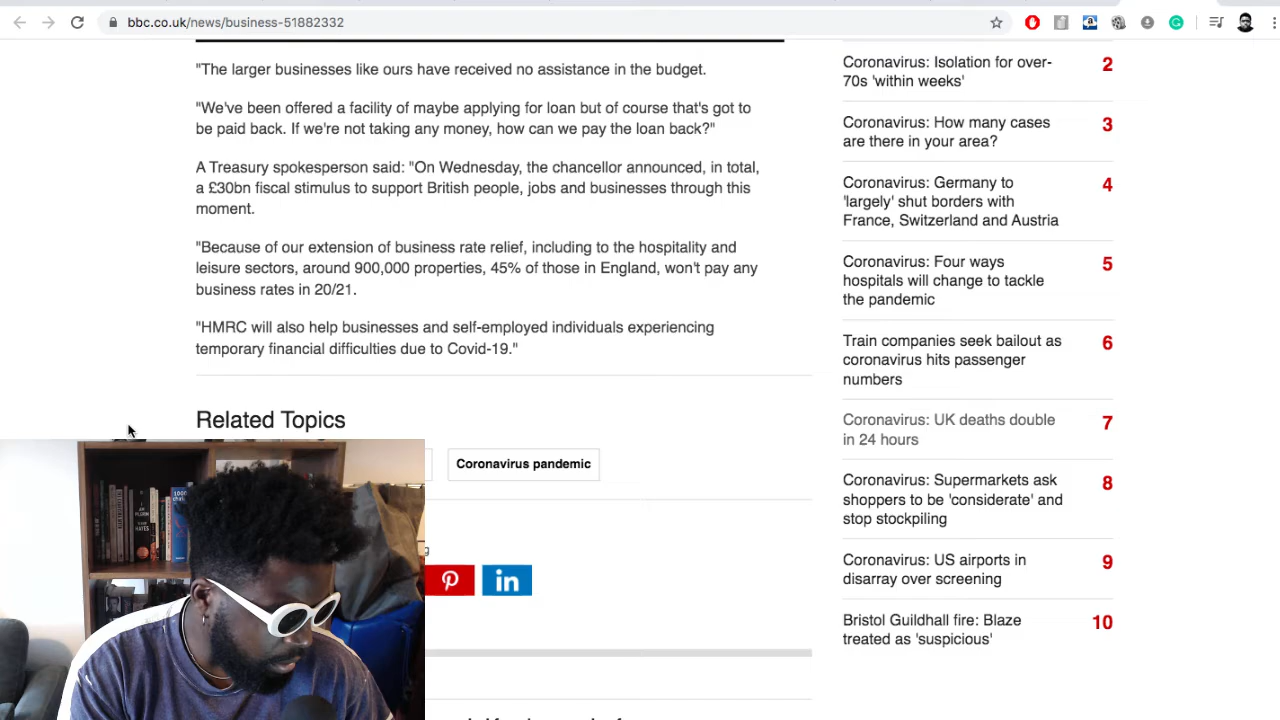 bbc.co.uk/news/business-51882332
"The larger businesses like ours have received no assistance in the budget.
"We've been offered a facility of maybe applying for loan but of course that's got to
be paid back. If we're not taking any money, how can we pay the loan back?"
A Treasury spokesperson said: "On Wednesday, the chancellor announced, in total,
a £30bn fiscal stimulus to support British people, jobs and businesses through this
moment.
"Because of our extension of business rate relief, including to the hospitality and
leisure sectors, around 900,000 properties, 45% of those in England, won't pay any
business rates in 20/21.
"HMRC will also help businesses and self-employed individuals experiencing
temporary financial difficulties due to Covid-19."
Related Topics
Coronavirus pandemic
in
Coronavirus: Isolation for over-
70s 'within weeks'
2
Coronavirus: How many cases
are there in your area?
3
Coronavirus: Germany to
'largely' shut borders with
France, Switzerland and Austria
4
Coronavirus: Four ways
hospitals will change to tackle
the pandemic
5
Train companies seek bailout as
coronavirus hits passenger
numbers
6
Coronavirus: UK deaths double
in 24 hours
7
Coronavirus: Supermarkets ask
shoppers to be 'considerate' and
stop stockpiling
8
Coronavirus: US airports in
disarray over screening
9
Bristol Guildhall fire: Blaze
treated as 'suspicious'
10
I AM
PILGRIM
TERRY
HAYES